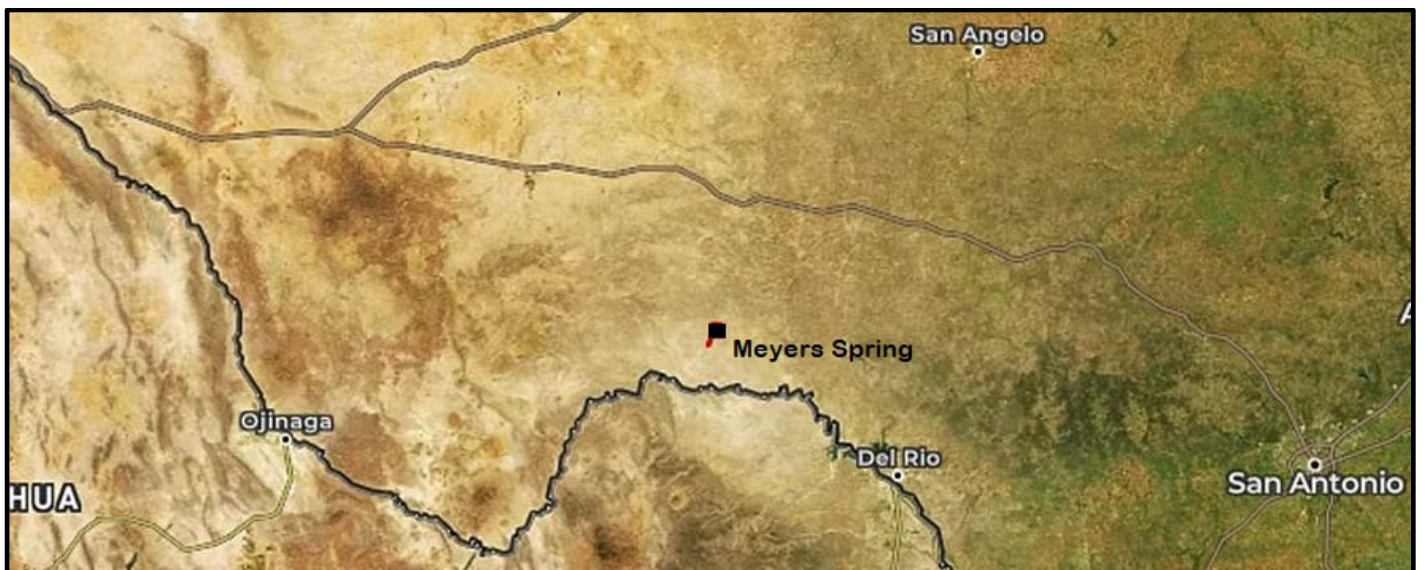 San Angelo
A
Meyers Spring
Ojinaga
Del Rio
HUA
San Antonio